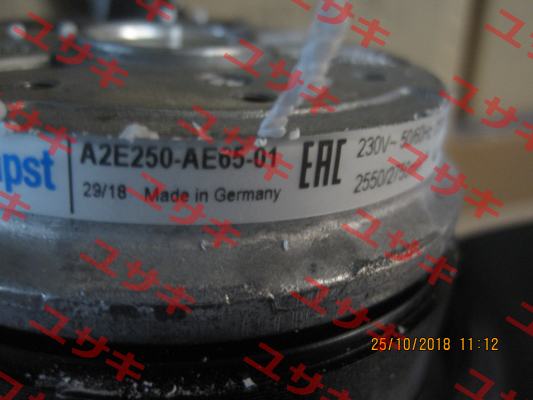 pst
A2E250-AE65-01
29/18 Made in Germany
EAC
230V~ 50/60Hz
25/10/2018 11:12
ユサキ